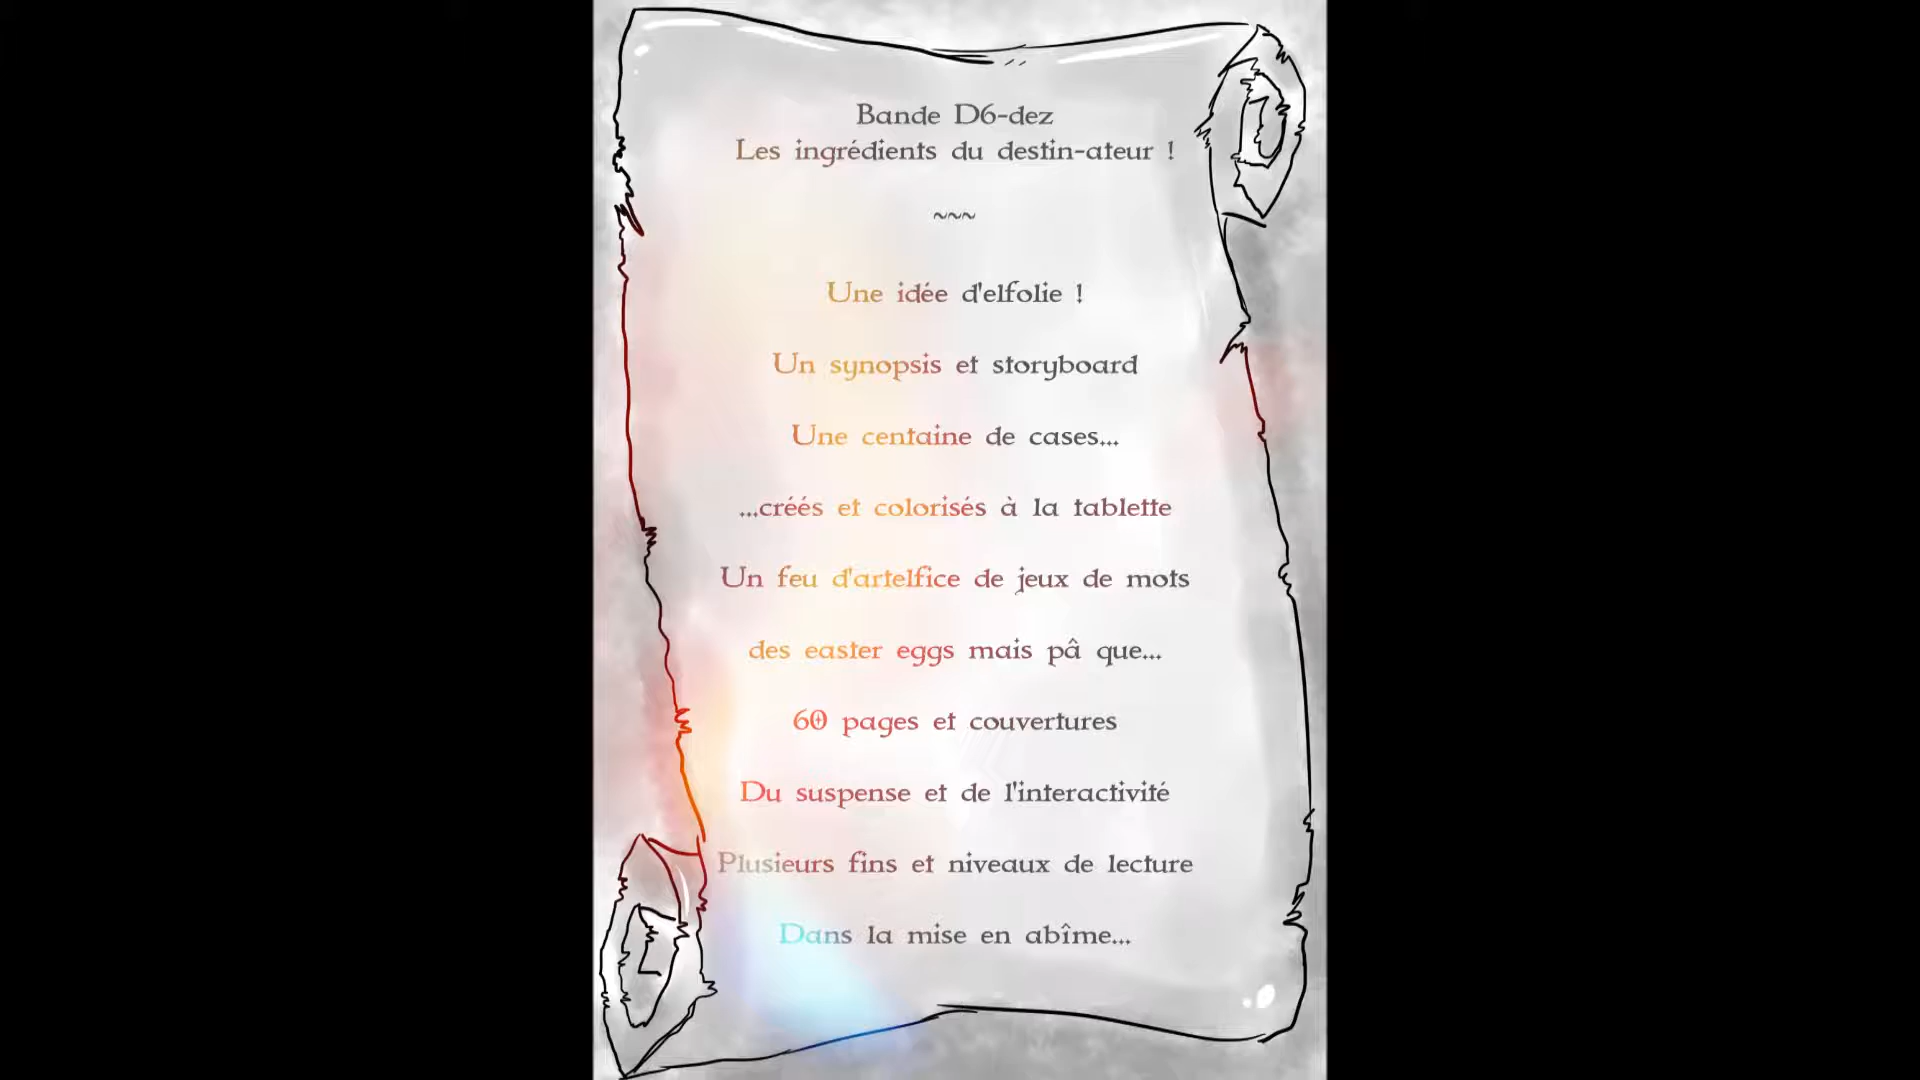 Bande D6-dez
Les ingrédients du destin-ateur !
~~~
Une idée d'elfolie !
Un synopsis et storyboard
Une centaine de cases...
...créés et colorisés à la tablette
Un feu d'artelfice de jeux de mots
des easter eggs mais pâ que...
60 pages et couvertures
Du suspense et de l'interactivité
Plusieurs fins et niveaux de lecture
Dans la mise en abîme...